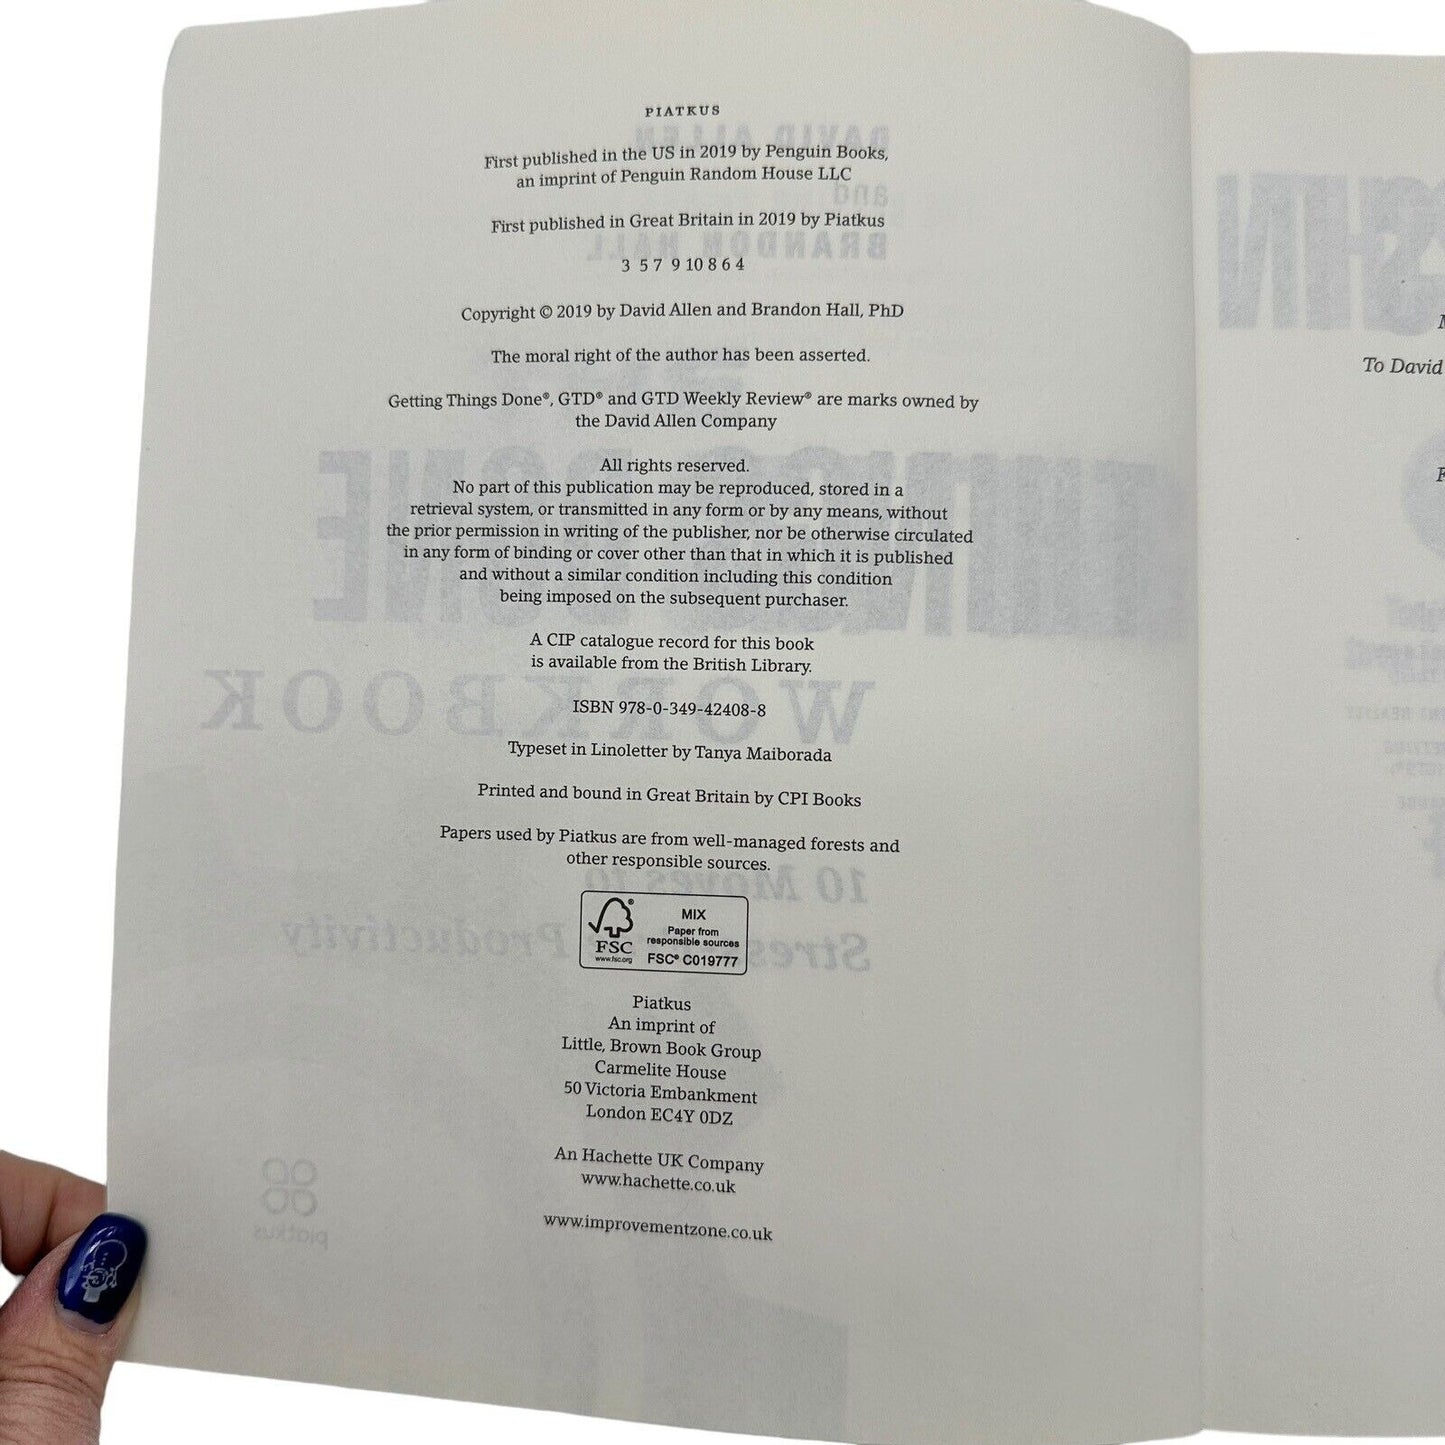 PIATKUS
First published in the US in 2019 by Penguin Books,
an imprint of Penguin Random House LLC
First published in Great Britain in 2019 by Piatkus
3 5 7 9 10 8 6 4
Copyright © 2019 by David Allen and Brandon Hall, PhD
The moral right of the author has been asserted.
Getting Things Done®, GTD® and GTD Weekly Review® are marks owned by
the David Allen Company
All rights reserved.
No part of this publication may be reproduced, stored in a
retrieval system, or transmitted in any form or by any means, without
the prior permission in writing of the publisher, nor be otherwise circulated
in any form of binding or cover other than that in which it is published
and without a similar condition including this condition
being imposed on the subsequent purchaser.
A CIP catalogue record for this book
is available from the British Library.
ISBN 978-0-349-42408-8
Typeset in Linoletter by Tanya Maiborada
Printed and bound in Great Britain by CPI Books
Papers used by Piatkus are from well-managed forests and
other responsible sources.
FSC
www.fsc.org
MIX
Paper from
responsible sources
FSC® C019777
Piatkus
An imprint of
Little, Brown Book Group
Carmelite House
50 Victoria Embankment
London EC4Y 0DZ
An Hachette UK Company
www.hachette.co.uk
www.improvementzone.co.uk
To David